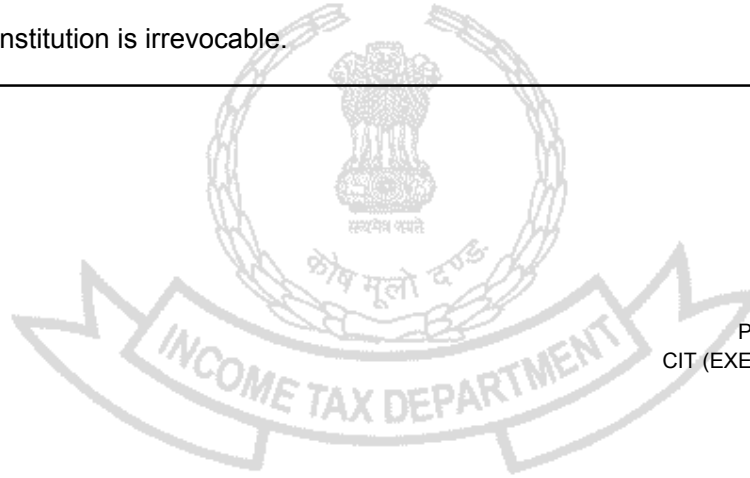 nstitution is irrevocable.
सत्यमेव जयते
कोष मूलो दण्डः
P
CIT (EXE
INCOME TAX DEPARTMENT